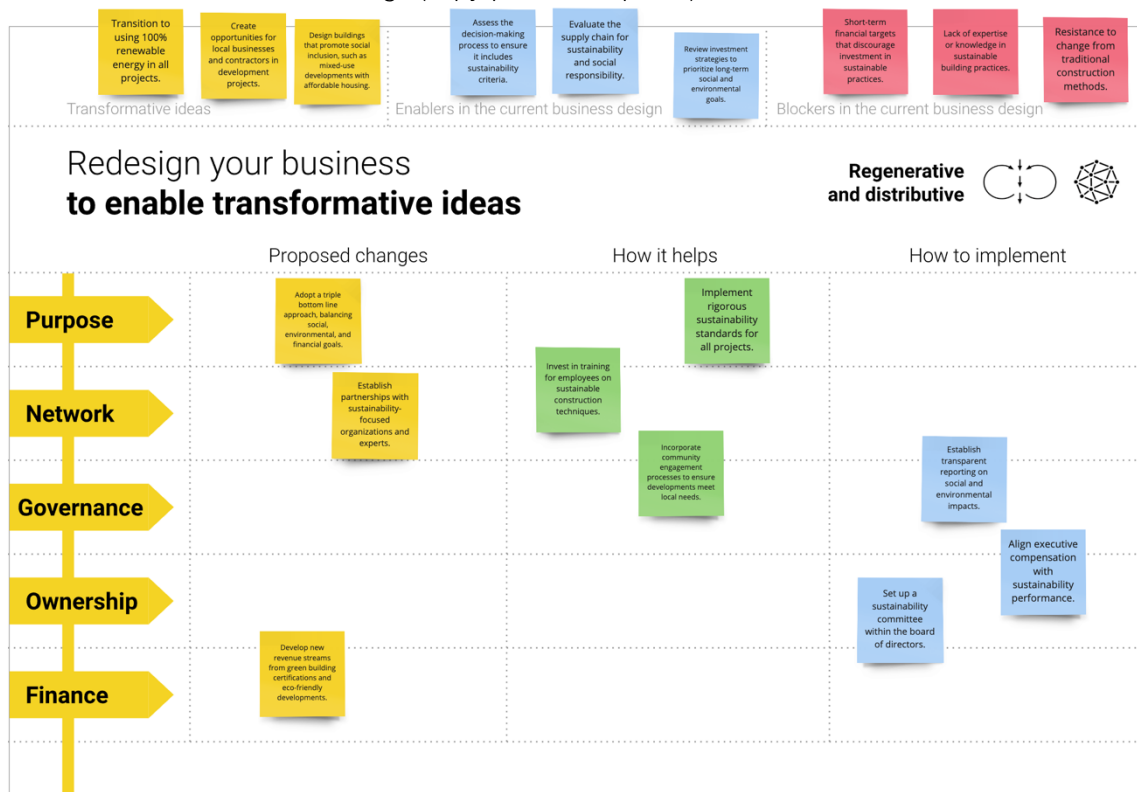 Transition to
using 100%
renewable
energy in all
projects.
Create
opportunities for
local businesses
and contractors in
development
projects.
Design buildings
that promote social
inclusion, such as
mixed-use
developments with
affordable housing.
Transformative ideas
Assess the
decision-making
process to ensure
it includes
sustainability
criteria.
Evaluate the
supply chain for
sustainability
and social
responsibility.
Review investment
strategies to
prioritize long-term
social and
environmental
goals.
Enablers in the current business design
Short-term
financial targets
that discourage
investment in
sustainable
practices.
Lack of expertise
or knowledge in
sustainable
building practices.
Resistance to
change from
traditional
construction
methods.
Blockers in the current business design
Redesign your business
to enable transformative ideas
Regenerative
and distributive
Proposed changes
How it helps
How to implement
Purpose
Adopt a triple
bottom line
approach, balancing
social,
environmental, and
financial goals.
Implement
rigorous
sustainability
standards for
all projects.
Network
Establish
partnerships with
sustainability-
focused
organizations and
experts.
Invest in training
for employees on
sustainable
construction
techniques.
Governance
Incorporate
community
engagement
processes to ensure
developments meet
local needs.
Establish
transparent
reporting on
social and
environmental
impacts.
Align executive
compensation
with
sustainability
performance.
Ownership
Set up a
sustainability
committee
within the board
of directors.
Finance
Develop new
revenue streams
from green building
certifications and
eco-friendly
developments.